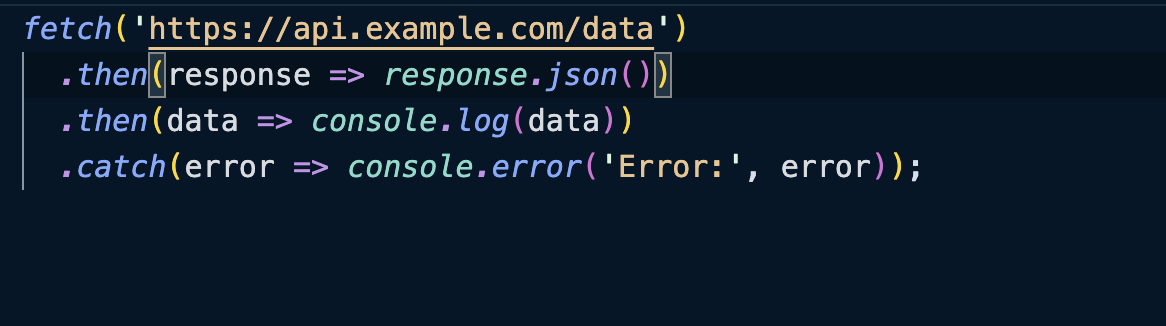 fetch('https://api.example.com/data')
  .then(response => response.json())
  .then(data => console.log(data))
  .catch(error => console.error('Error:', error));